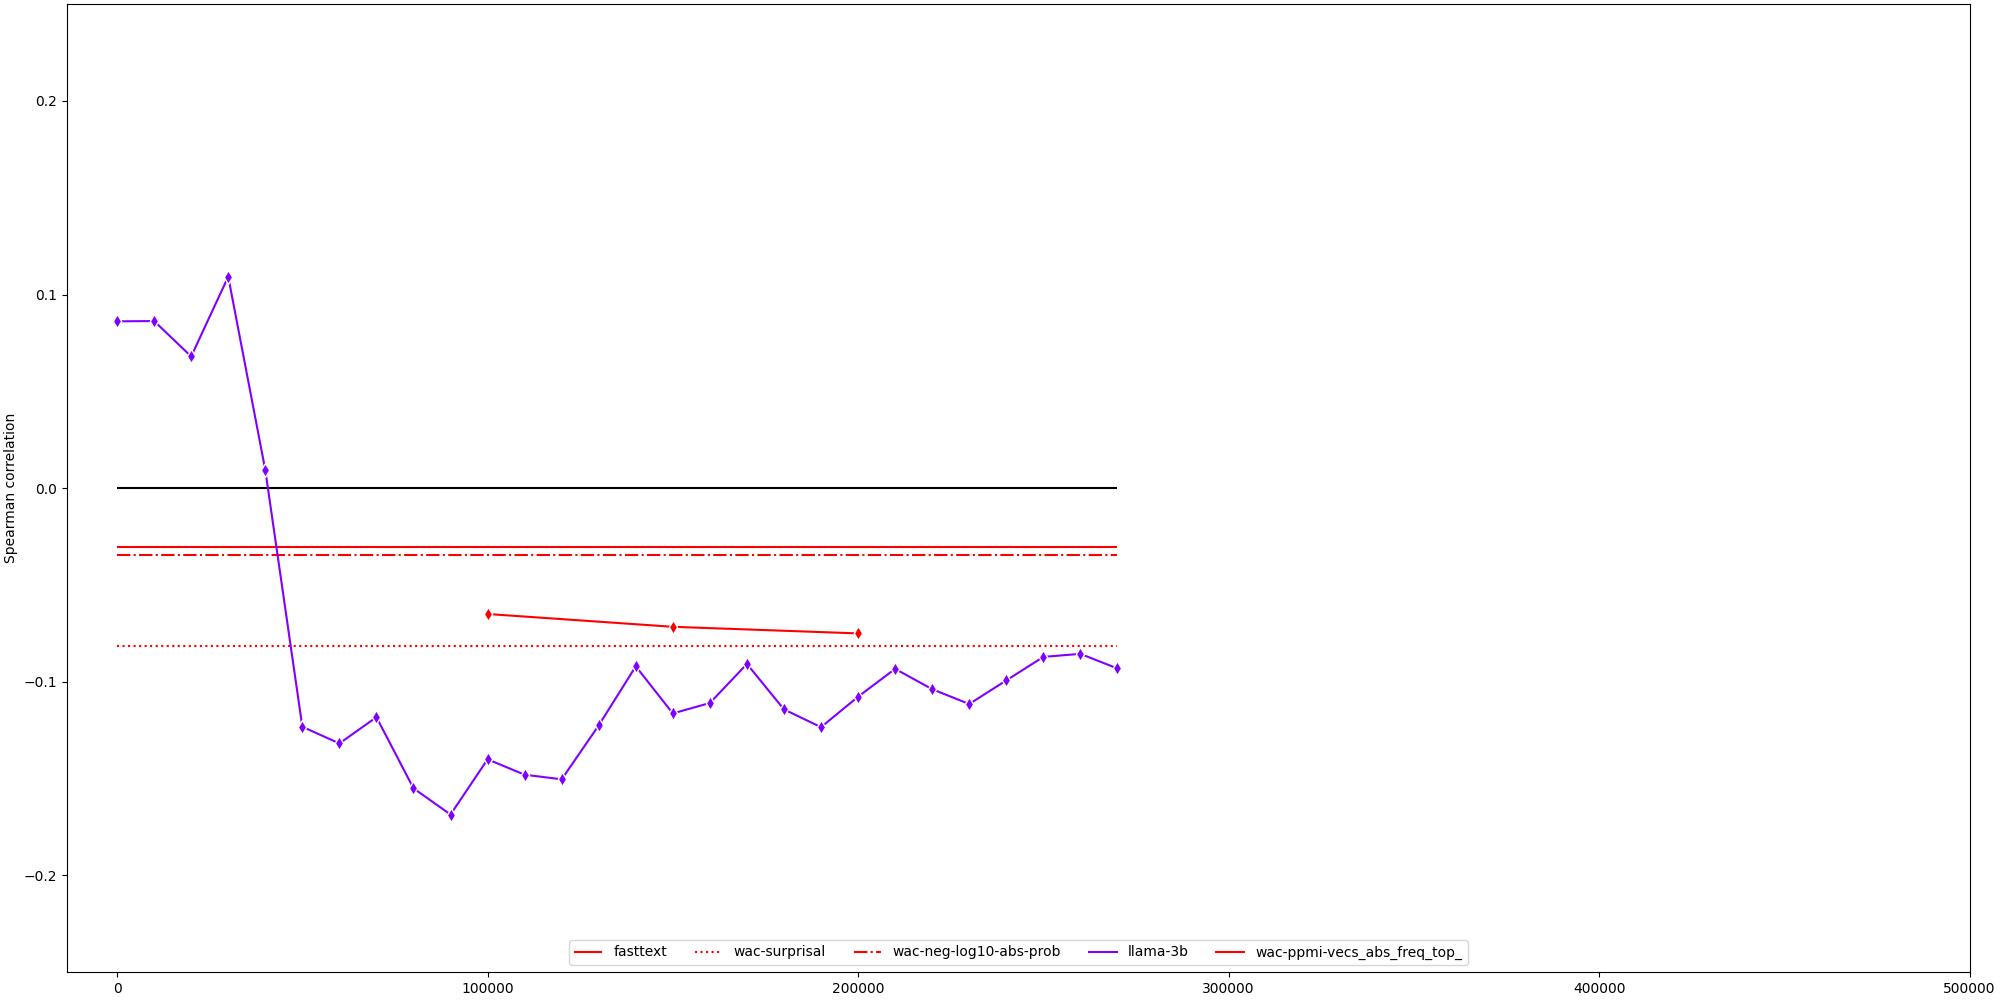 0.2
0.1
0.0
−0.1
−0.2
Spearman correlation
fasttext wac-surprisal wac-neg-log10-abs-prob llama-3b wac-ppmi-vecs_abs_freq_top_
0 100000 200000 300000 400000 500000